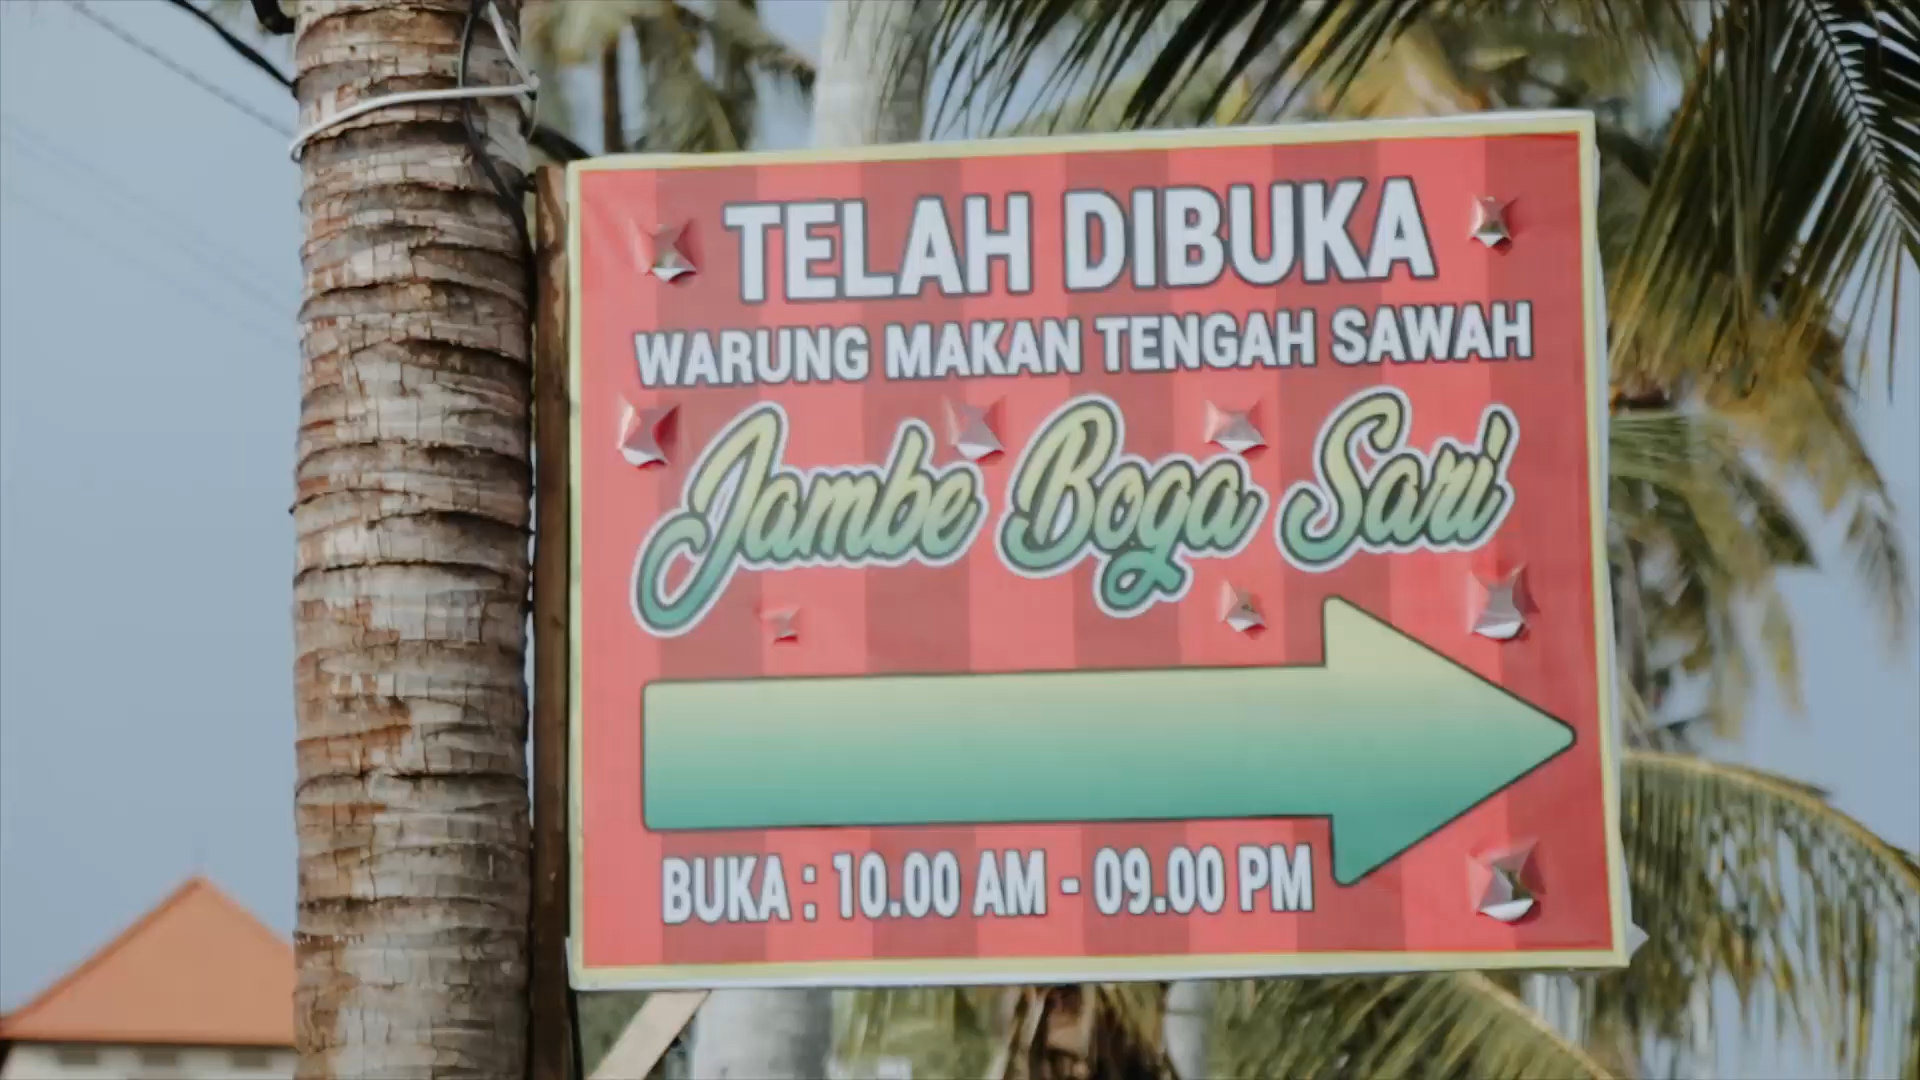 TELAH DIBUKA
WARUNG MAKAN TENGAH SAWAH
Jambe Boga Sari
BUKA : 10.00 AM - 09.00 PM